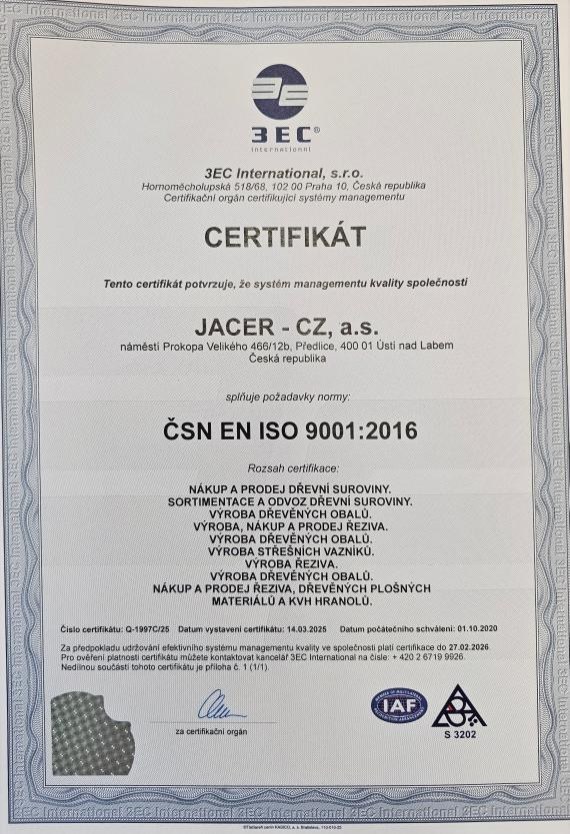 3EC®
international
3EC International, s.r.o.
Hornoměcholupská 518/68, 102 00 Praha 10, Česká republika
Certifikační orgán certifikující systémy managementu
CERTIFIKÁT
Tento certifikát potvrzuje, že systém managementu kvality společnosti
JACER - CZ, a.s.
náměstí Prokopa Velikého 466/12b, Předlice, 400 01 Ústí nad Labem
Česká republika
splňuje požadavky normy:
ČSN EN ISO 9001:2016
Rozsah certifikace:
NÁKUP A PRODEJ DŘEVNÍ SUROVINY.
SORTIMENTACE A ODVOZ DŘEVNÍ SUROVINY.
VÝROBA DŘEVĚNÝCH OBALŮ.
VÝROBA, NÁKUP A PRODEJ ŘEZIVA.
VÝROBA DŘEVĚNÝCH OBALŮ.
VÝROBA STŘEŠNÍCH VAZNÍKŮ.
VÝROBA ŘEZIVA.
VÝROBA DŘEVĚNÝCH OBALŮ.
NÁKUP A PRODEJ ŘEZIVA, DŘEVĚNÝCH PLOŠNÝCH
MATERIÁLŮ A KVH HRANOLŮ.
Číslo certifikátu: Q-1997C/25 Datum vystavení certifikátu: 14.03.2025 Datum počátečního schválení: 01.10.2020
Za předpokladu udržování efektivního systému managementu kvality ve společnosti platí certifikace do 27.02.2026
Pro ověření platnosti certifikátu můžete kontaktovat kancelář 3EC International na čísle: + 420 2 6719 9926.
Nedílnou součástí tohoto certifikátu je příloha č. 1 (1/1).
za certifikační orgán
IAF
S 3202